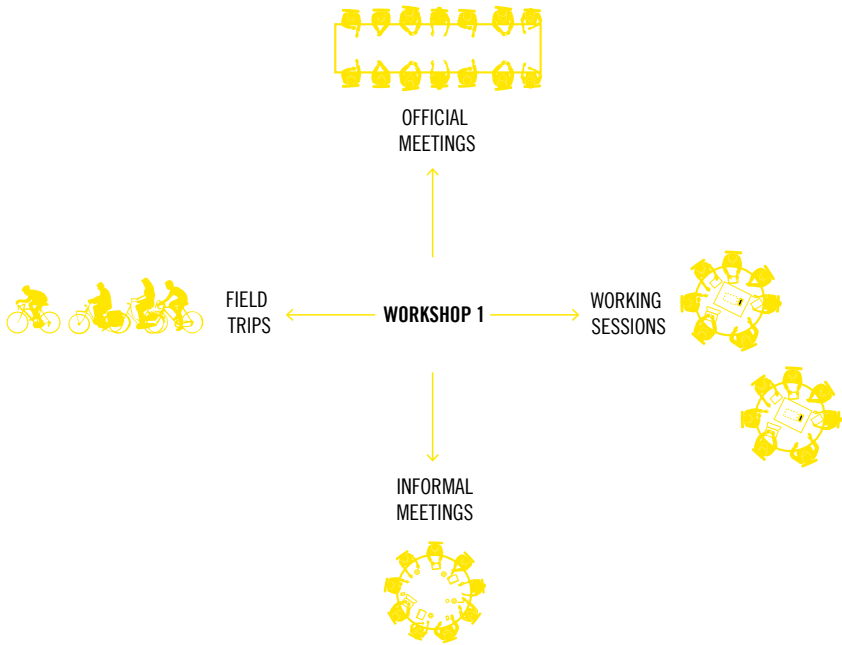 OFFICIAL
MEETINGS
FIELD
TRIPS
WORKSHOP 1
WORKING
SESSIONS
INFORMAL
MEETINGS